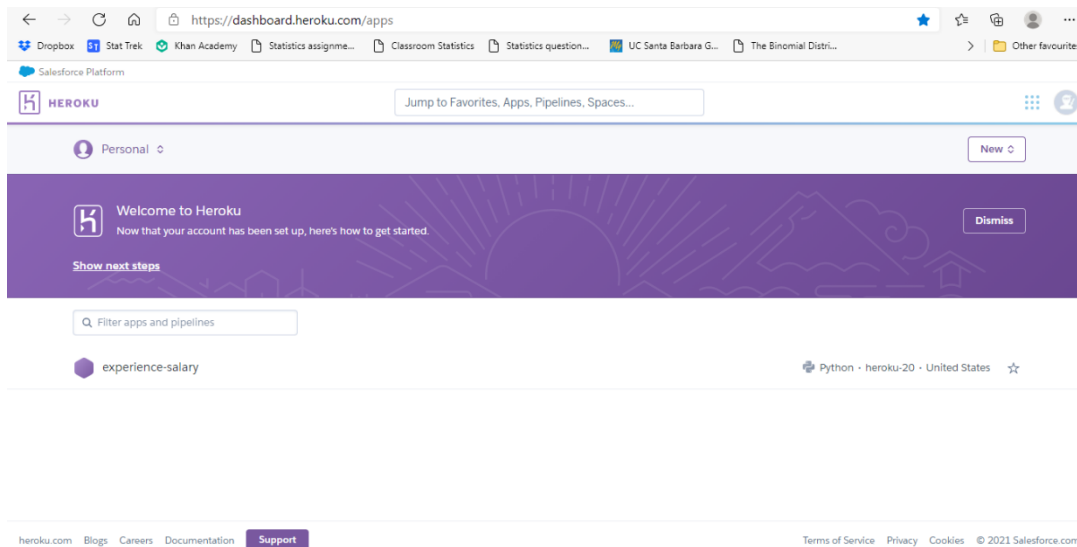 https://dashboard.heroku.com/apps
Dropbox Stat Trek Khan Academy Statistics assignme... Classroom Statistics Statistics question... UC Santa Barbara G... The Binomial Distri... Other favourite
Salesforce Platform
HEROKU Jump to Favorites, Apps, Pipelines, Spaces...
Personal New
Welcome to Heroku
Now that your account has been set up, here's how to get started.
Dismiss
Show next steps
Filter apps and pipelines
experience-salary Python · heroku-20 · United States
heroku.com Blogs Careers Documentation Support Terms of Service Privacy Cookies © 2021 Salesforce.com